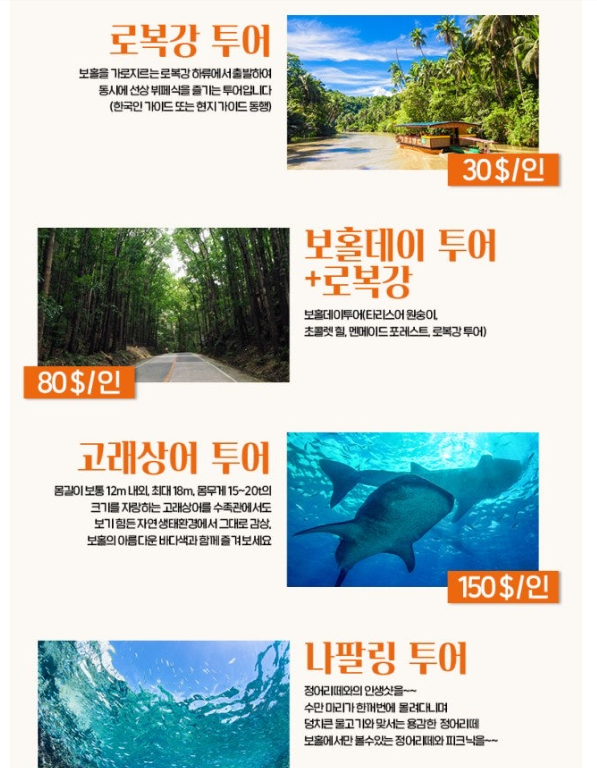 로복강 투어
보홀을 가로지르는 로복강 하류에서 출발하여
동시에 선상 뷔페식을 즐기는 투어입니다
(한국인 가이드 또는 현지 가이드 동행)
30$/인
보홀데이 투어
+로복강
보홀데이투어(타리스어 원숭이,
초콜렛 힐, 멘메이드 포레스트, 로복강 투어)
80$/인
고래상어 투어
몸길이 보통 12m 내외, 최대 18m, 몸무게 15~20t의
크기를 자랑하는 고래상어를 수족관에서도
보기 힘든 자연 생태환경에서 그대로 감상,
보홀의 아름다운 바다색과 함께 즐겨보세요
150$/인
나팔링 투어
정어리떼와의 인생샷을~~
수만 마리가 한꺼번에 몰려다니며
덩치큰 물고기와 맞서는 용감한 정어리떼
보홀에서만 볼수있는 정어리떼와 피크닉을~~